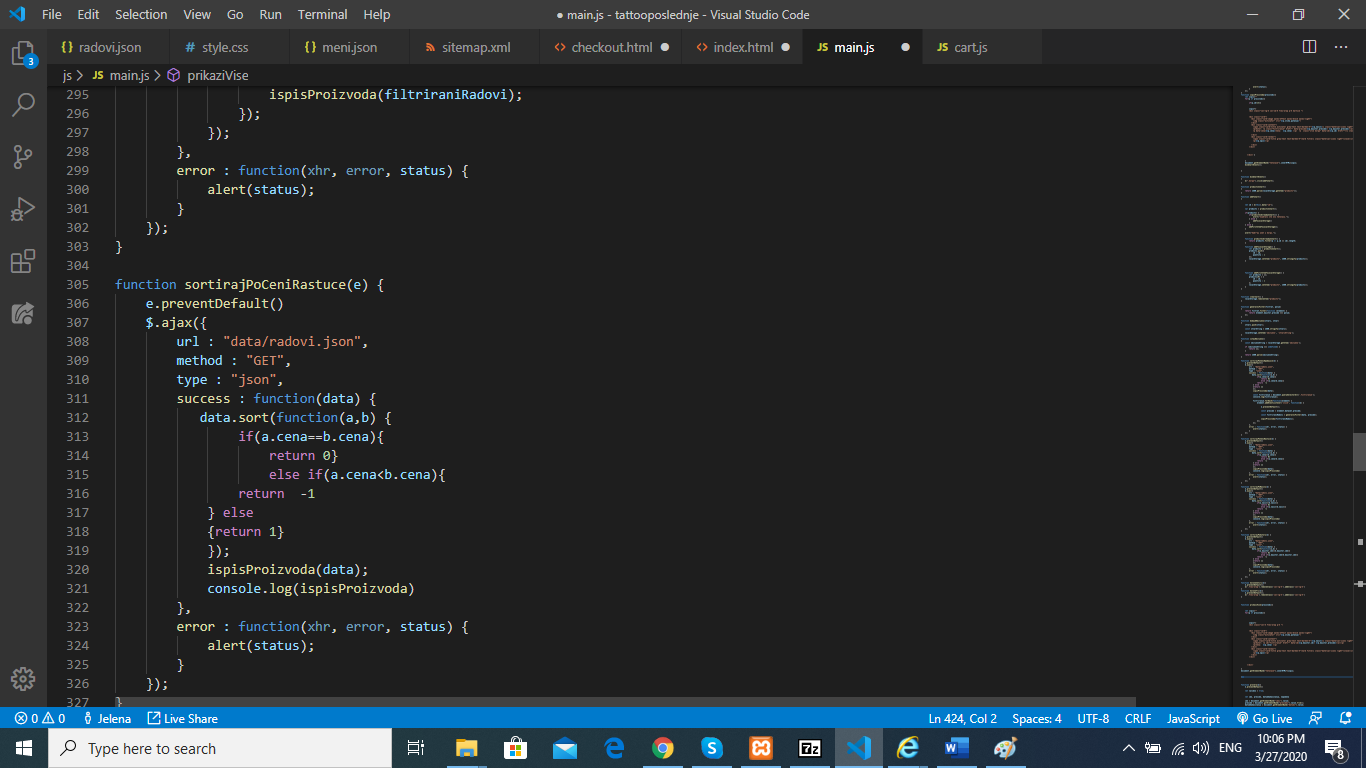 File Edit Selection View Go Run Terminal Help
● main.js - tattooposlednje - Visual Studio Code
{} radovi.json # style.css {} meni.json sitemap.xml <> checkout.html ● <> index.html ● JS main.js ● JS cart.js ...
js > JS main.js > prikaziVise
3
295 ispisProizvoda(filtriraniRadovi);
296 });
297 });
298 },
299 error : function(xhr, error, status) {
300 alert(status);
301 }
302 });
303 }
304
305 function sortirajPoCeniRastuce(e) {
306 e.preventDefault()
307 $.ajax({
308 url : "data/radovi.json",
309 method : "GET",
310 type : "json",
311 success : function(data) {
312 data.sort(function(a,b) {
313 if(a.cena==b.cena){
314 return 0}
315 else if(a.cena<b.cena){
316 return  -1
317 } else
318 {return 1}
319 });
320 ispisProizvoda(data);
321 console.log(ispisProizvoda)
322 },
323 error : function(xhr, error, status) {
324 alert(status);
325 }
326 });
327 }
0 0 Jelena Live Share Ln 424, Col 2 Spaces: 4 UTF-8 CRLF JavaScript Go Live
Type here to search
7z
ENG
10:06 PM
3/27/2020
8